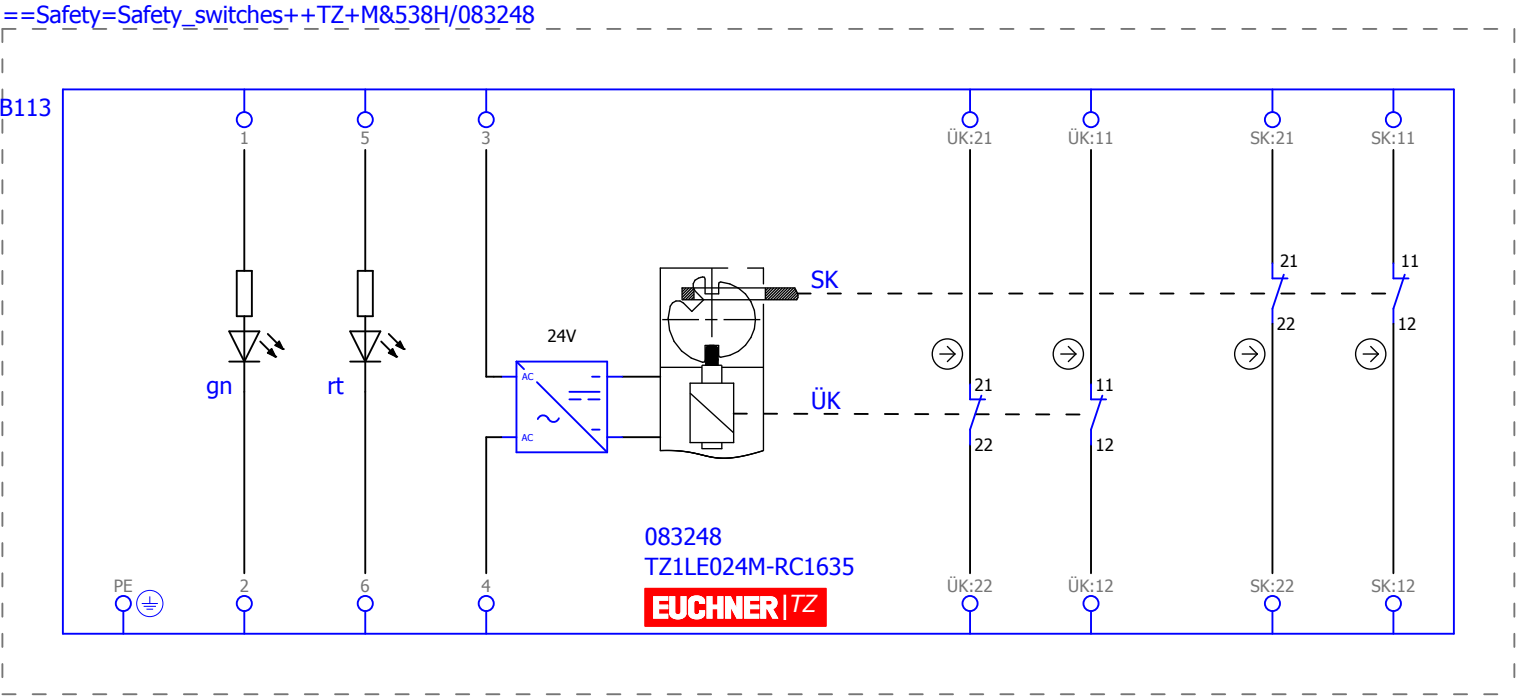 ==Safety=Safety_switches++TZ+M&538H/083248
B113
1 5 3 ÜK:21 ÜK:11 SK:21 SK:11
21 11
SK
22 12
24V
AC
gn rt
21 11
ÜK
AC
22 12
083248
TZ1LE024M-RC1635
PE 2 6 4 ÜK:22 ÜK:12 SK:22 SK:12
EUCHNER|TZ